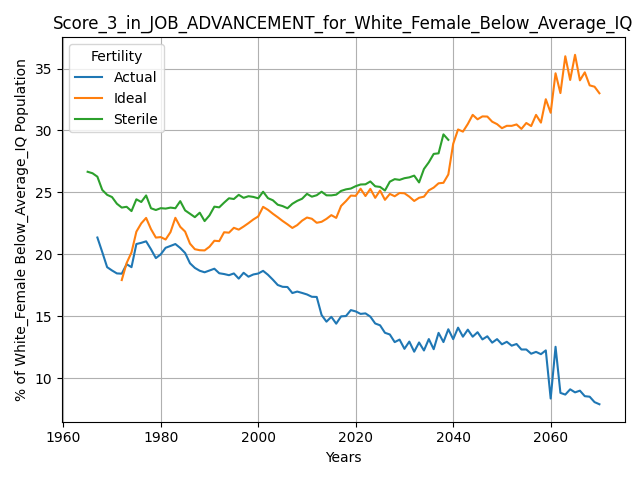 Score_3_in_JOB_ADVANCEMENT_for_White_Female_Below_Average_IQ
% of White_Female Below_Average_IQ Population
Fertility
Actual
Ideal
Sterile
35
30
25
20
15
10
1960
1980
2000
2020
2040
2060
Years